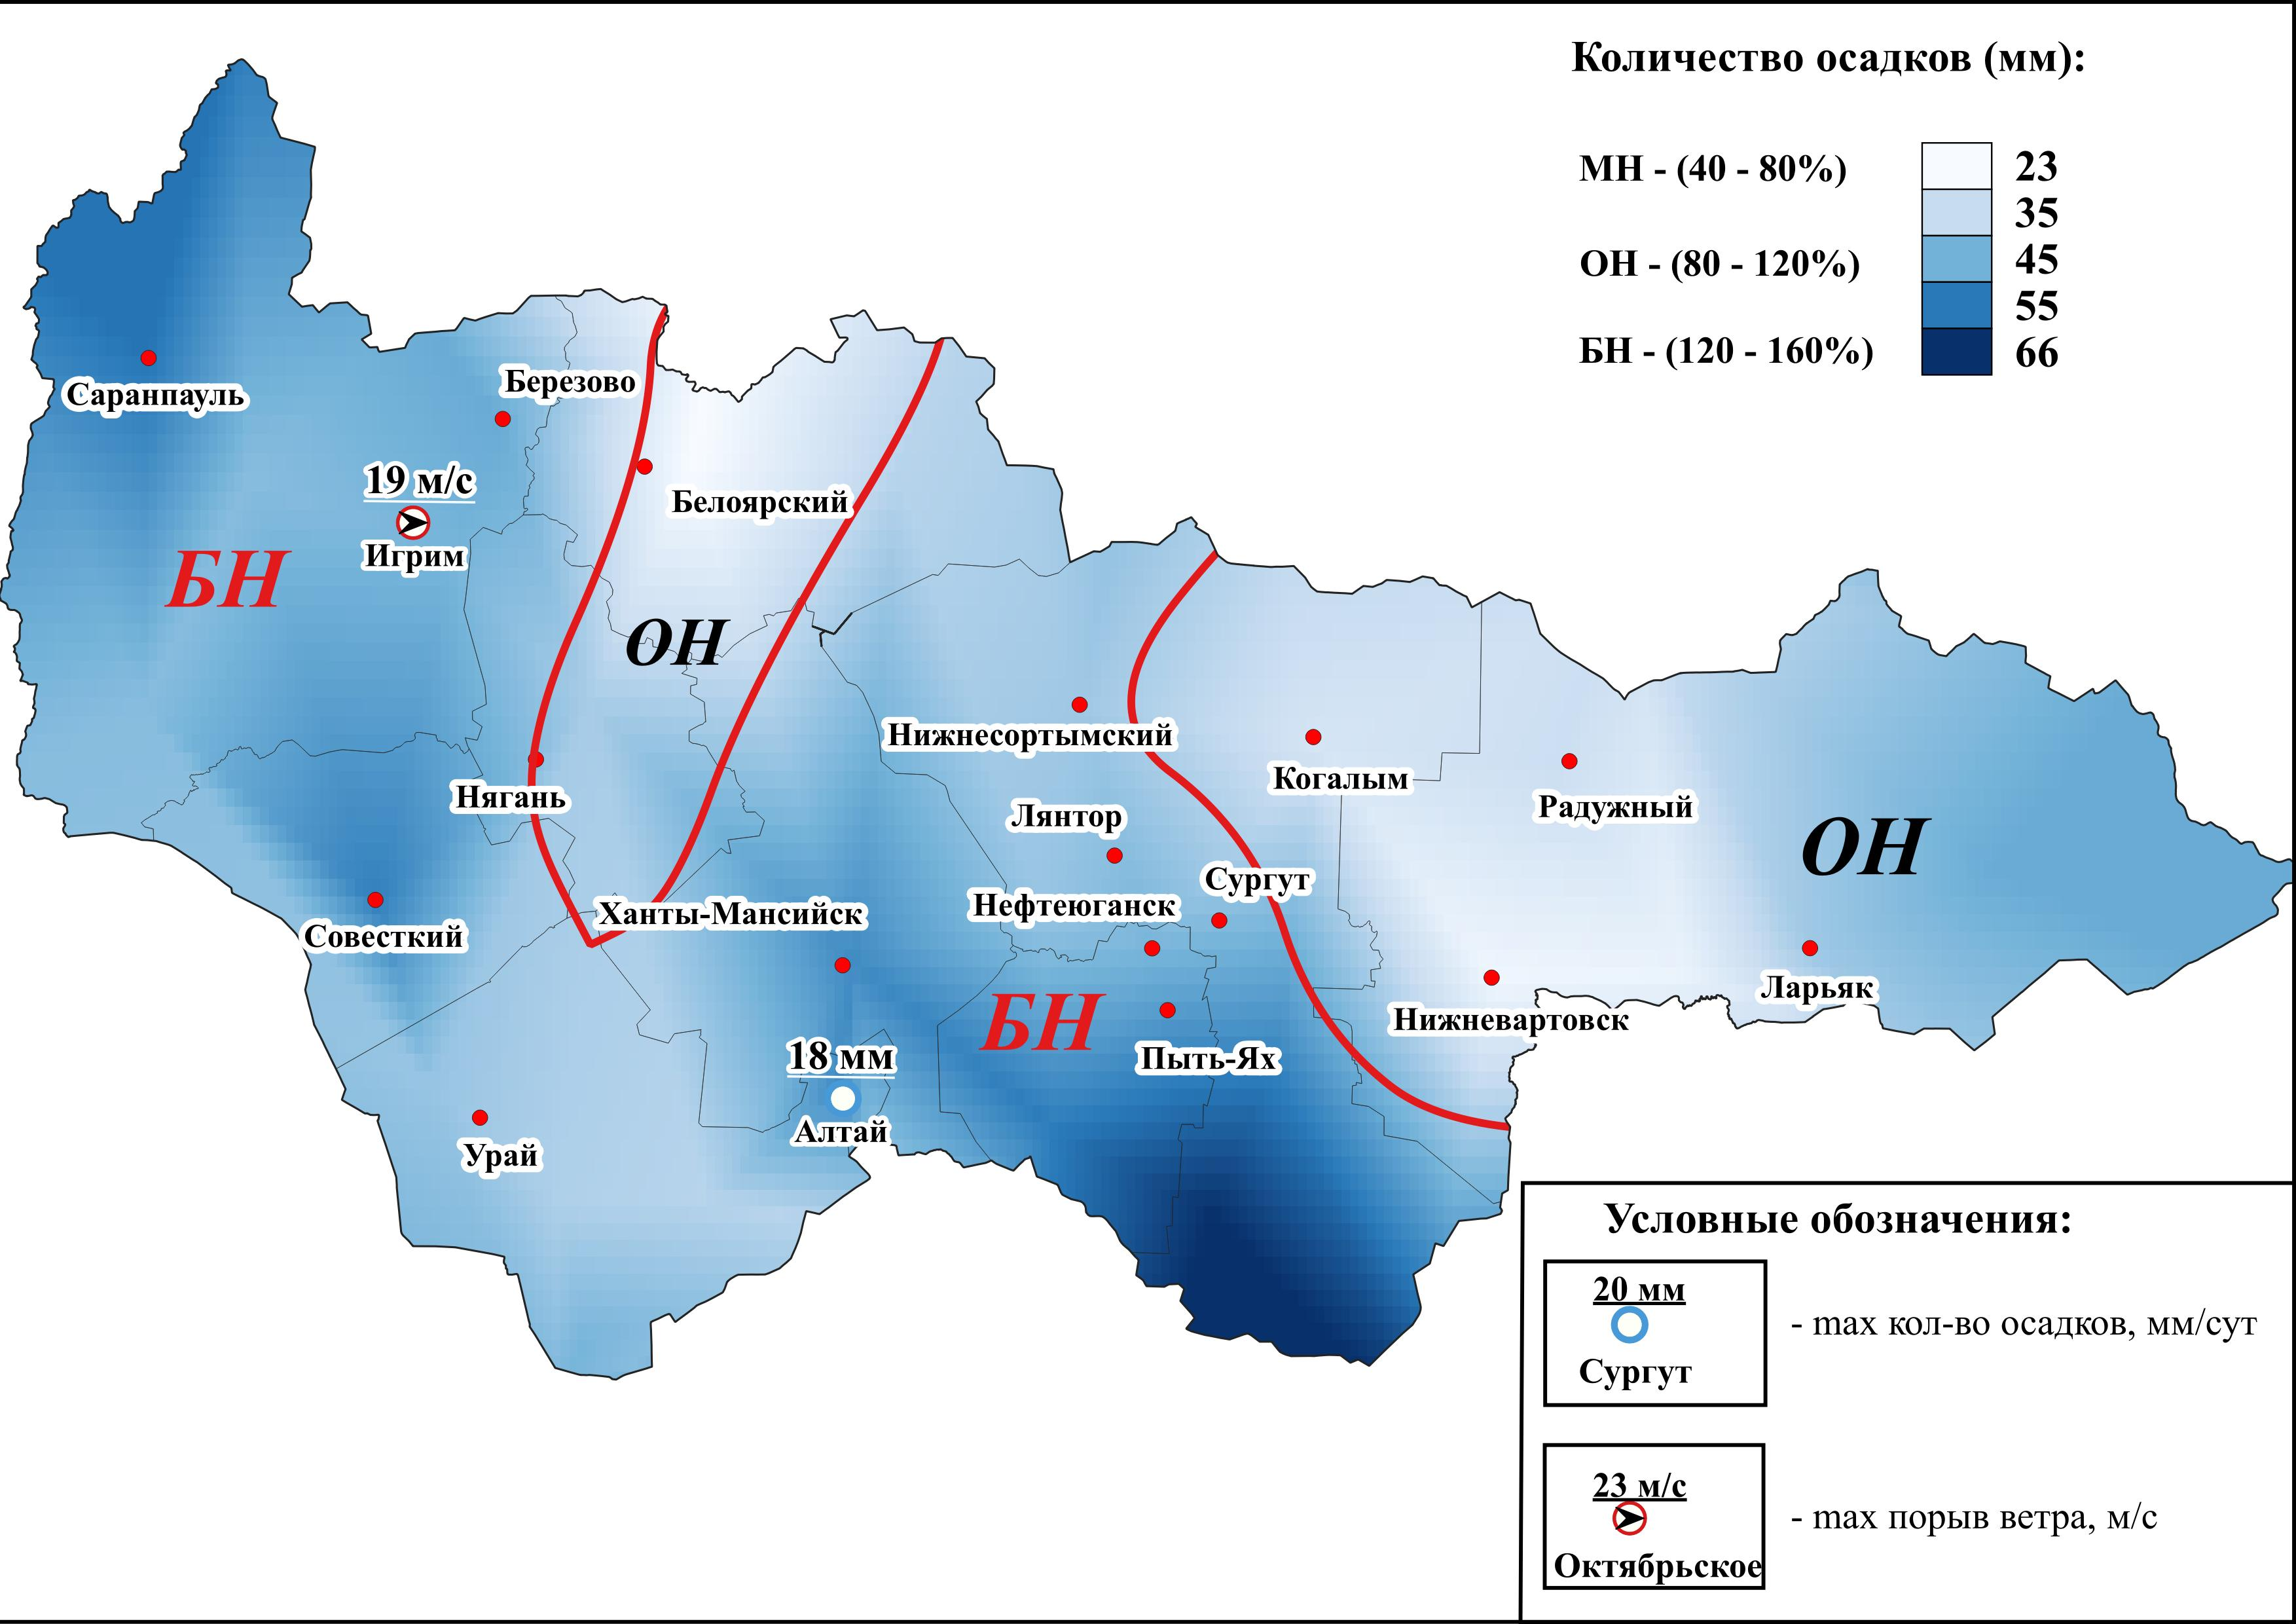 Количество осадков (мм):
МН - (40 - 80%)
23
35
ОН - (80 - 120%)
45
55
БН - (120 - 160%)
66
Саранпауль
Березово
19 м/с
Игрим
Белоярский
БН
ОН
Нижнесортымский
Когалым
Нягань
Радужный
Лянтор
ОН
Сургут
Нефтеюганск
Ханты-Мансийск
Совесткий
Ларьяк
БН
Нижневартовск
18 мм
Пыть-Ях
Алтай
Урай
Условные обозначения:
20 мм
- max кол-во осадков, мм/сут
Сургут
23 м/с
- max порыв ветра, м/с
Октябрьское